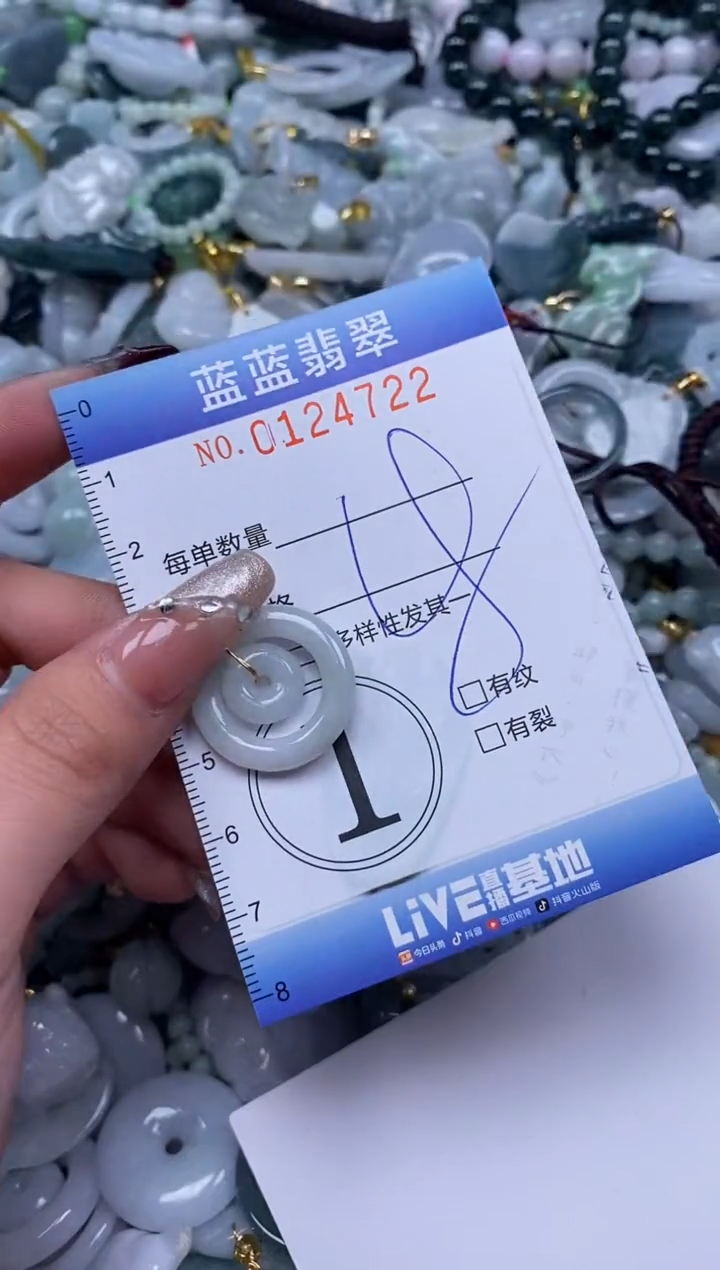 蓝蓝翡翠
NO.0124722
0
1
2
每单数量
格
多样性发其
□有纹
□有裂
5
1
6
7
8
LiVE直播基地
今日头条 抖音 西瓜视频 抖音火山版